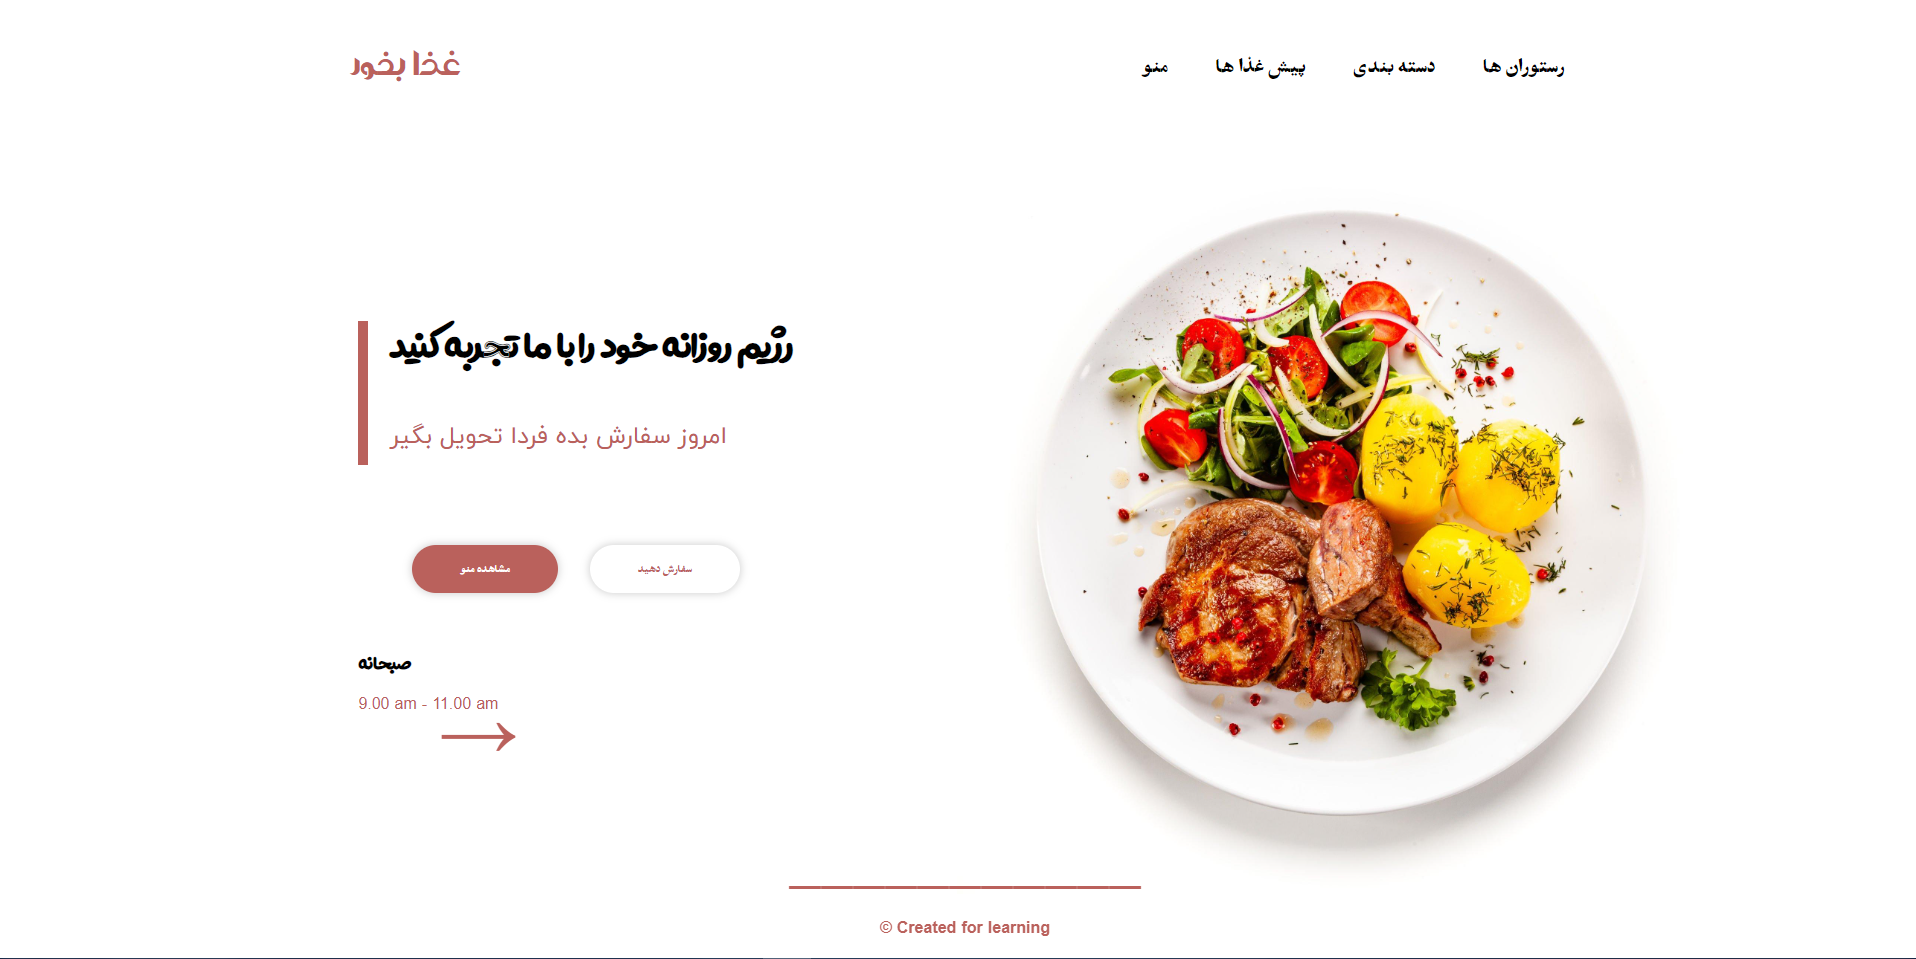 غذا بخور
رستوران ها
دسته بندی
پیش غذا ها
منو
رژیم روزانه خود را با ما تجربه کنید
امروز سفارش بده فردا تحویل بگیر
سفارش دهید
مشاهده منو
صبحانه
9.00 am - 11.00 am
© Created for learning